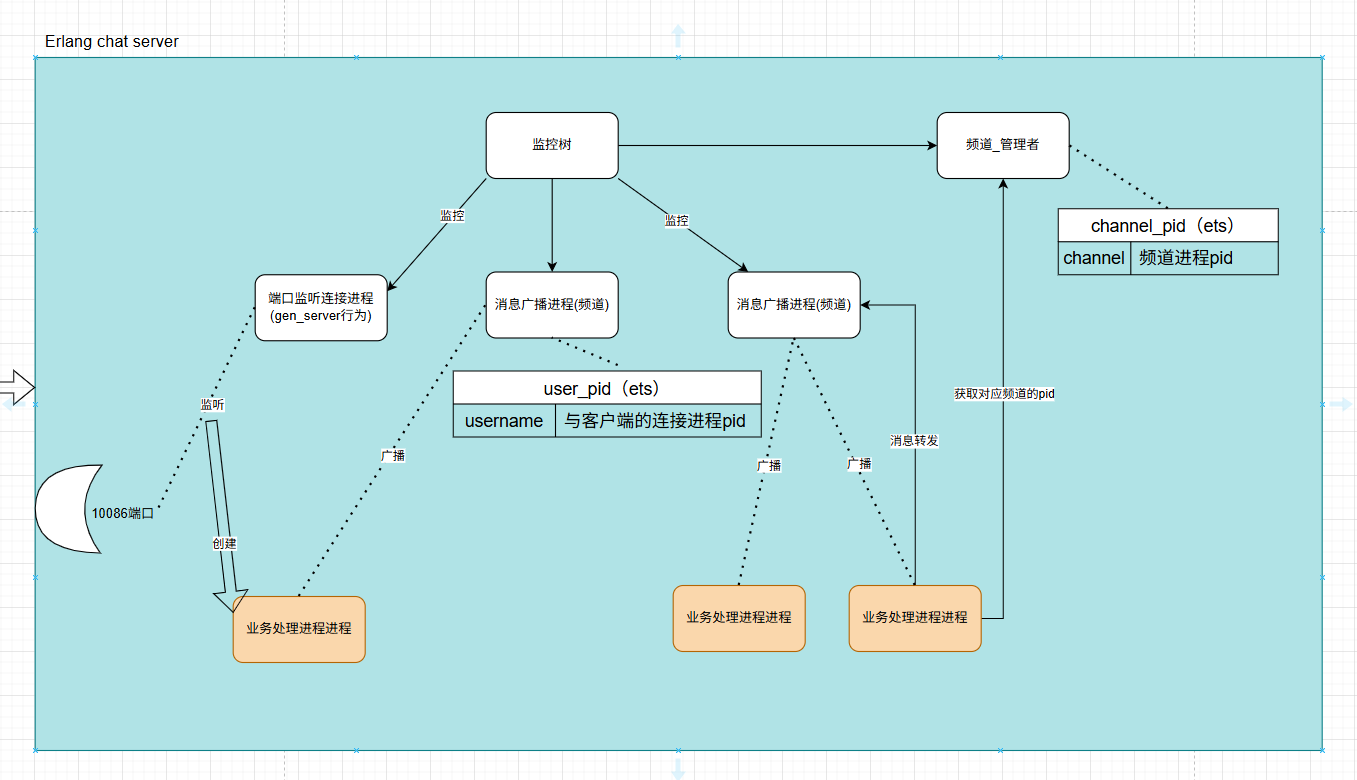 Erlang chat server
监控树
频道_管理者
监控
监控
channel_pid（ets）
channel
频道进程pid
端口监听连接进程
(gen_server行为)
消息广播进程(频道)
消息广播进程(频道)
user_pid（ets）
username
与客户端的连接进程pid
获取对应频道的pid
监听
消息转发
广播
广播
广播
10086端口
创建
业务处理进程进程
业务处理进程进程
业务处理进程进程